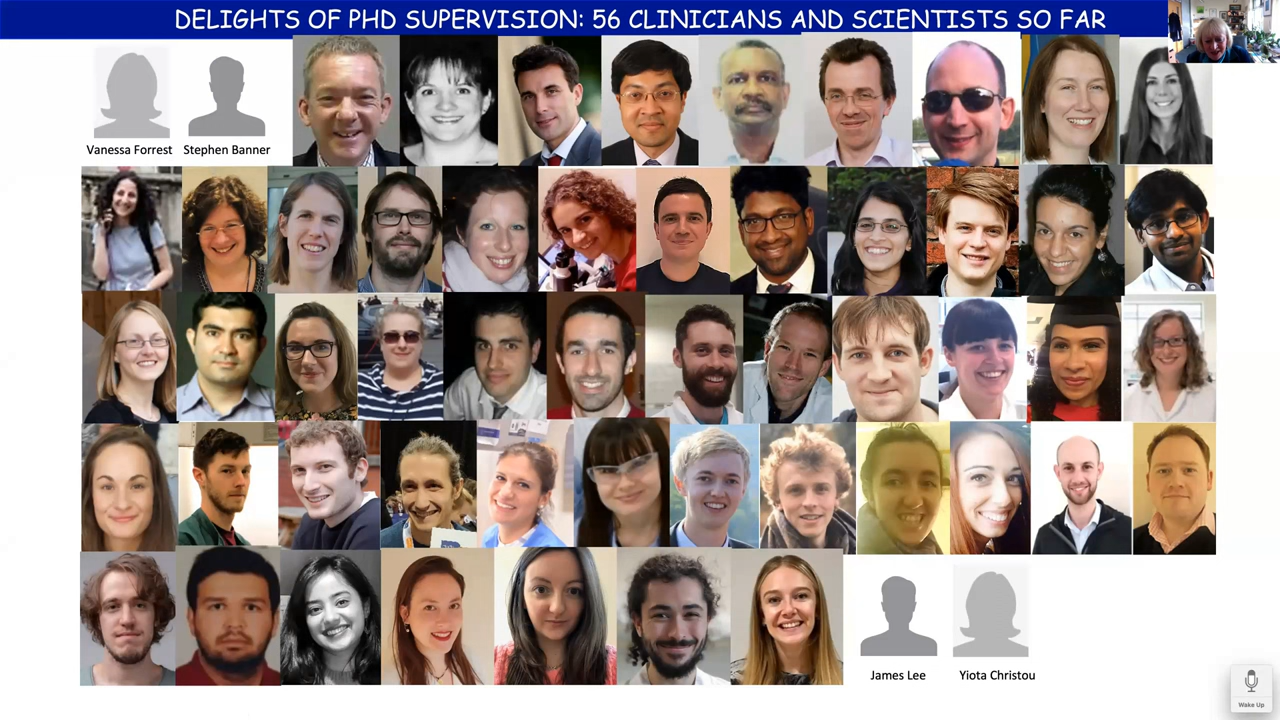 DELIGHTS OF PHD SUPERVISION: 56 CLINICIANS AND SCIENTISTS SO FAR
Vanessa Forrest
Stephen Banner
James Lee
Yiota Christou
Wake Up